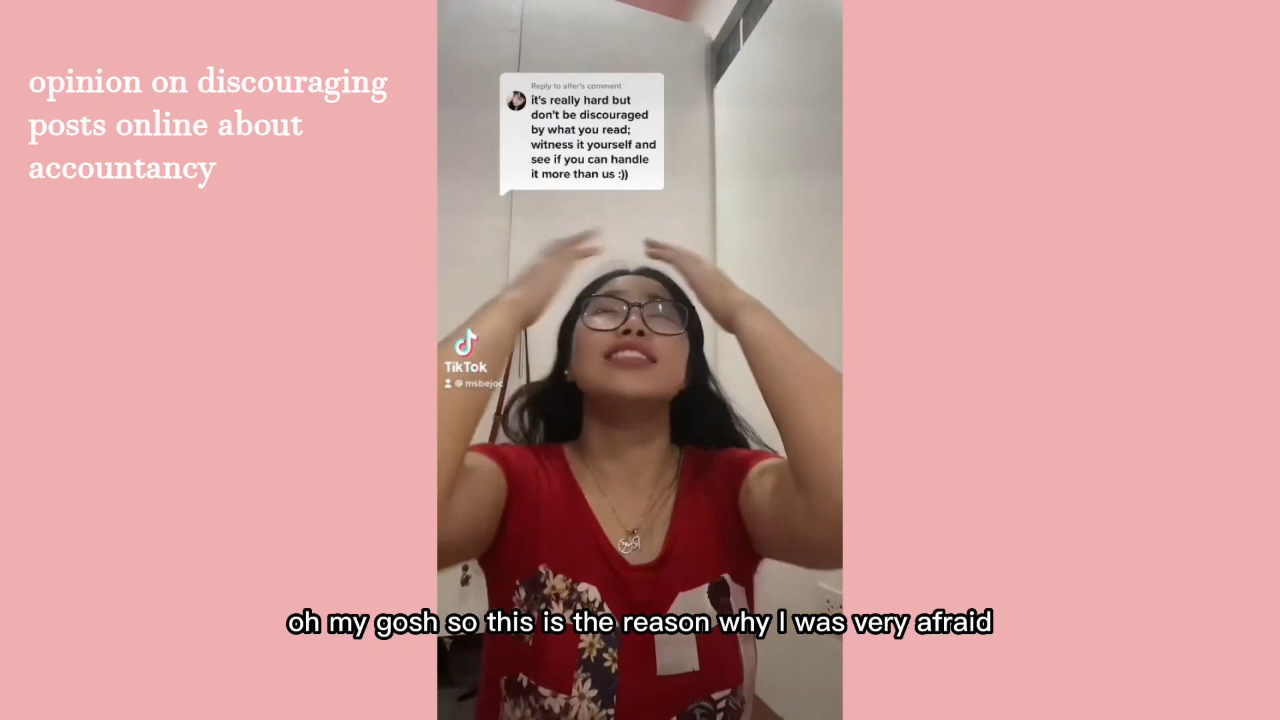 opinion on discouraging
posts online about
accountancy
Reply to alfer's comment
it's really hard but
don't be discouraged
by what you read;
witness it yourself and
see if you can handle
it more than us :))
TikTok
@msbejoc
oh my gosh so this is the reason why I was very afraid